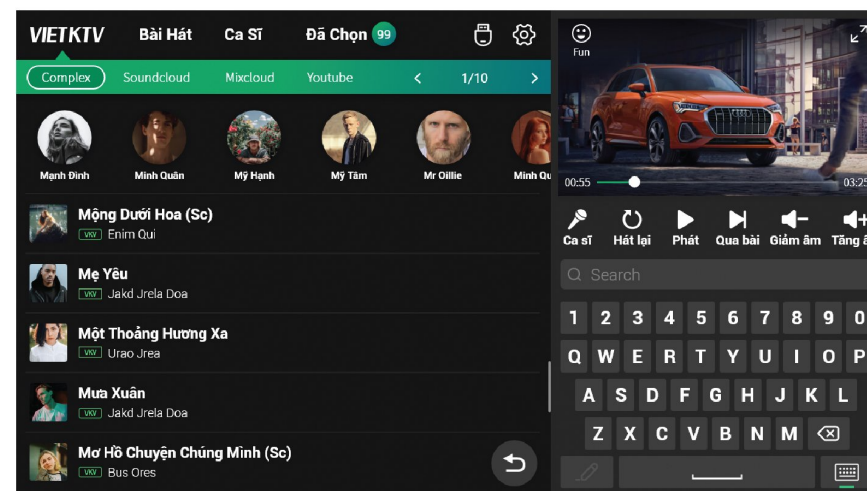 VIETKTV Bài Hát Ca Sĩ Đã Chọn 99
Complex Soundcloud Mixcloud Youtube < 1/10 >
Mạnh Đình Minh Quân Mỹ Hạnh Mỹ Tâm Mr Oillie Minh Qu
Mộng Dưới Hoa (Sc)
VKV Enim Qui
Mẹ Yêu
VKV Jakd Jrela Doa
Một Thoảng Hương Xa
VKV Urao Jrea
Mưa Xuân
VKV Jakd Jrela Doa
Mơ Hồ Chuyện Chúng Mình (Sc)
VKV Bus Ores
Fun
00:55 03:25
Ca sĩ Hát lại Phát Qua bài Giảm âm Tăng â
Search
1 2 3 4 5 6 7 8 9 0
Q W E R T Y U I O P
A S D F G H J K L
Z X C V B N M